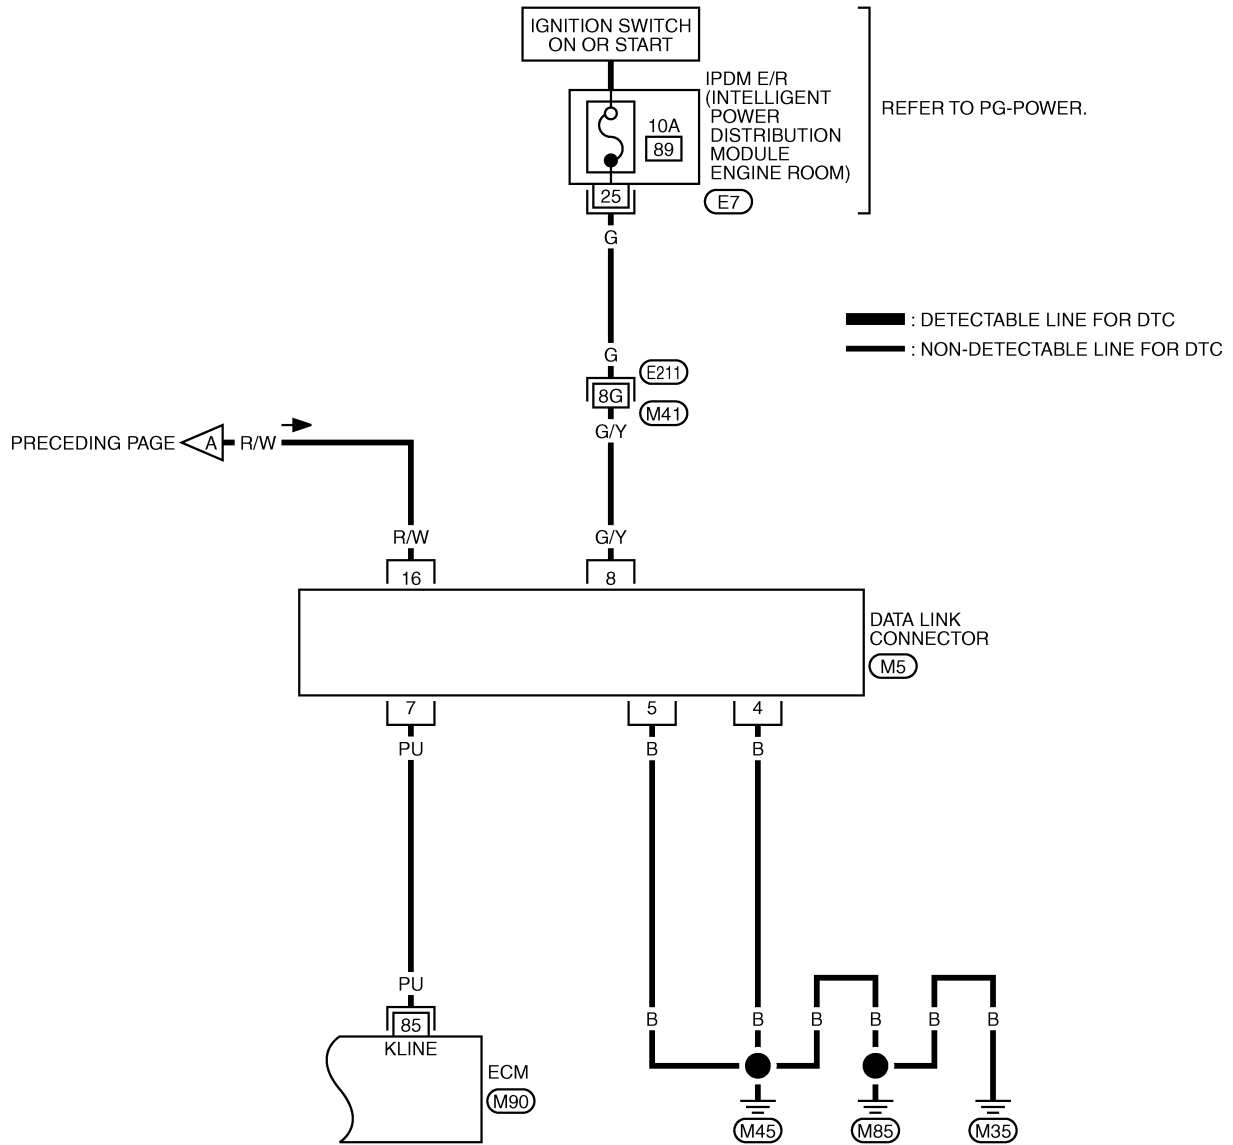 IGNITION SWITCH
ON OR START
IPDM E/R
(INTELLIGENT
POWER
DISTRIBUTION
MODULE
ENGINE ROOM)
10A
89
REFER TO PG-POWER.
25
E7
G
: DETECTABLE LINE FOR DTC
: NON-DETECTABLE LINE FOR DTC
G
E211
8G
M41
G/Y
PRECEDING PAGE
A
R/W
R/W
G/Y
16
8
DATA LINK
CONNECTOR
M5
7
5
4
PU
B
B
PU
B
B
B
B
B
B
85
KLINE
ECM
M90
M45
M85
M35